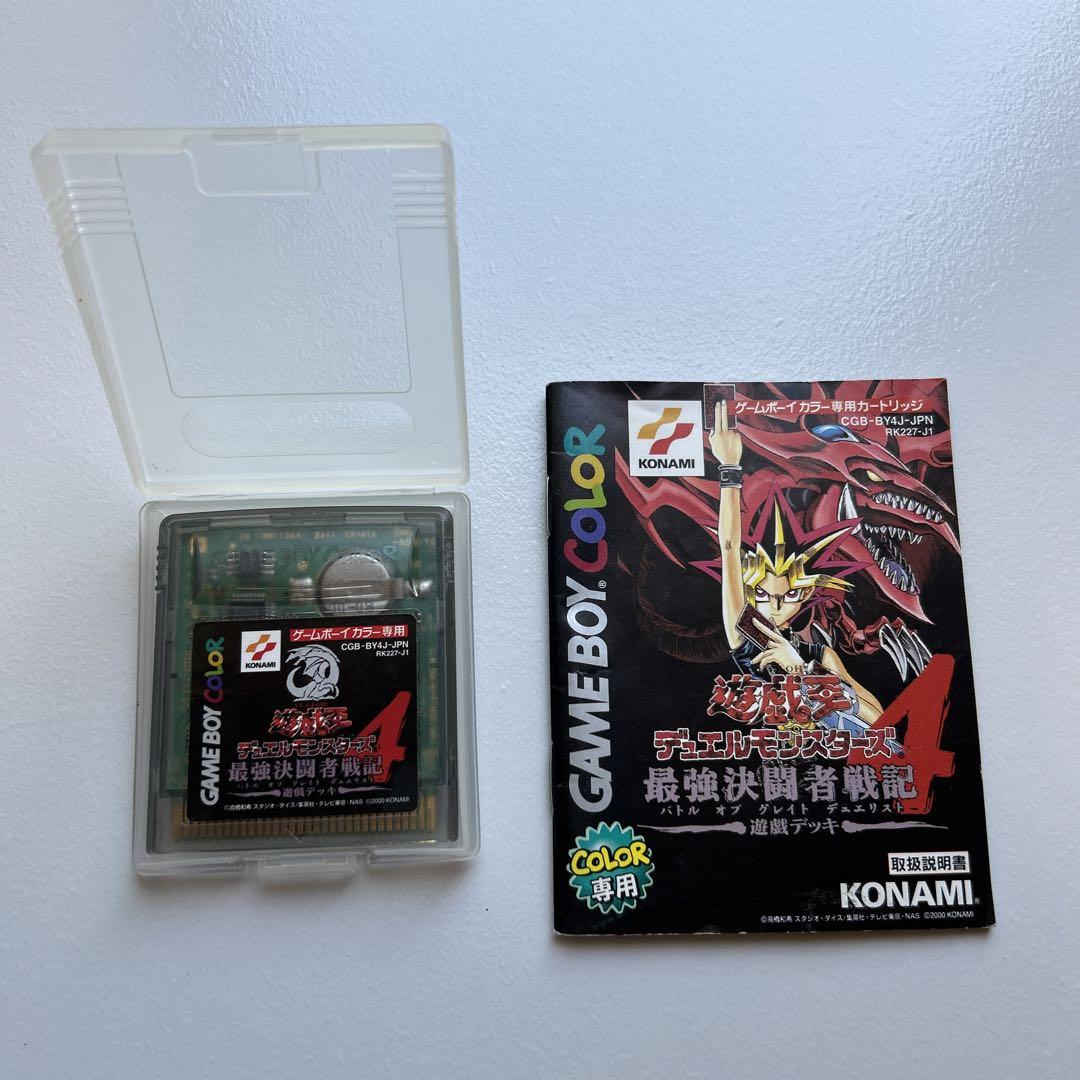 GAME BOY COLOR
KONAMI
ゲームボイ カラー専用
CGB-BY4J-JPN
RK227-J1
GAME BOY COLOR
遊戯王
デュエルモンスターズ
4
最強決闘者戦記
バトル オブ グレイト デュエリスト
遊戯デッキ
©高橋和希 スタジオ・ダイス/集英社・テレビ東京・NAS ©2000 KONAMI
KONAMI
ゲームボーイ カラー専用カートリッジ
CGB-BY4J-JPN
RK227-J1
GAME BOY® COLOR
遊戯王
デュエルモンスターズ
4
最強決闘者戦記
バトル オブ グレイト デュエリスト
遊戯デッキ
COLOR
専用
取扱説明書
KONAMI®
©高橋和希 スタジオ・ダイス/集英社・テレビ東京・NAS ©2000 KONAMI